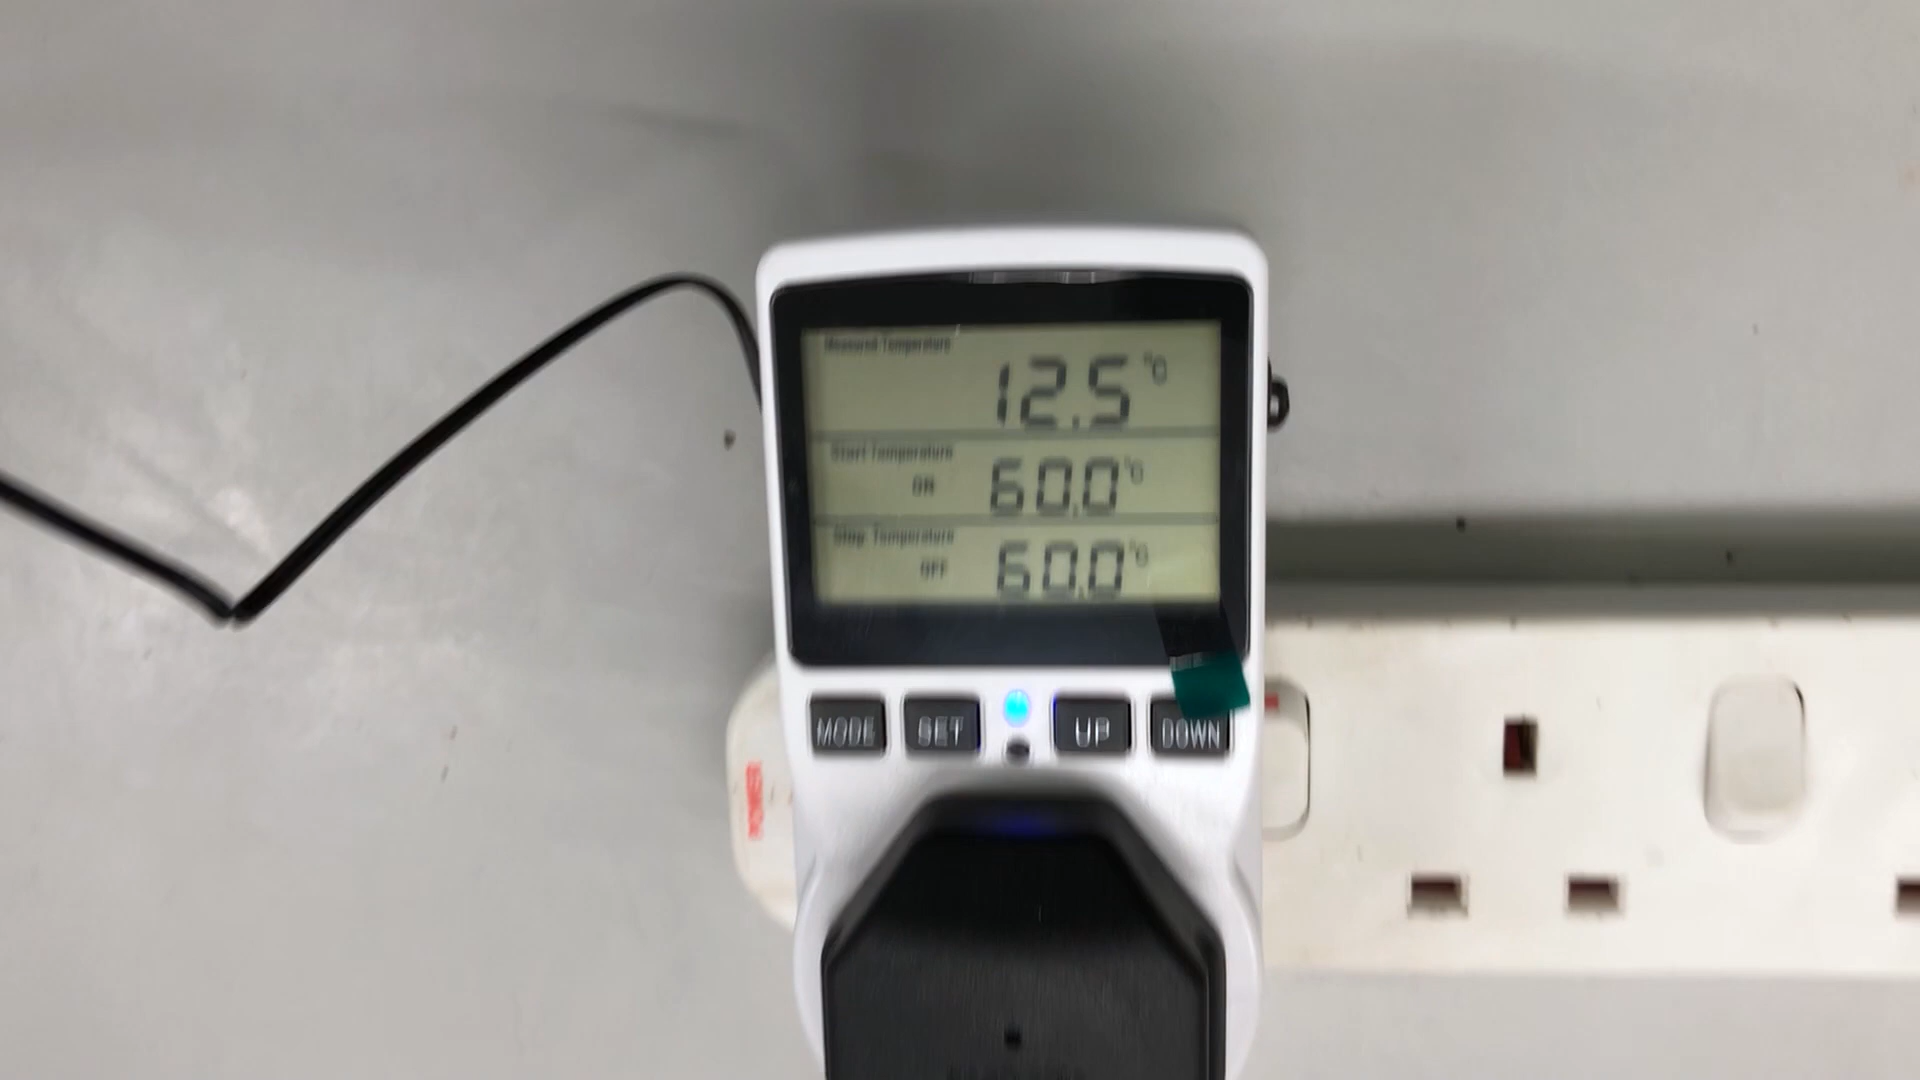 Measured Temperature
12.5 °C
Start Temperature
ON 60.0 °C
Stop Temperature
OFF 60.0 °C
MODE SET UP DOWN